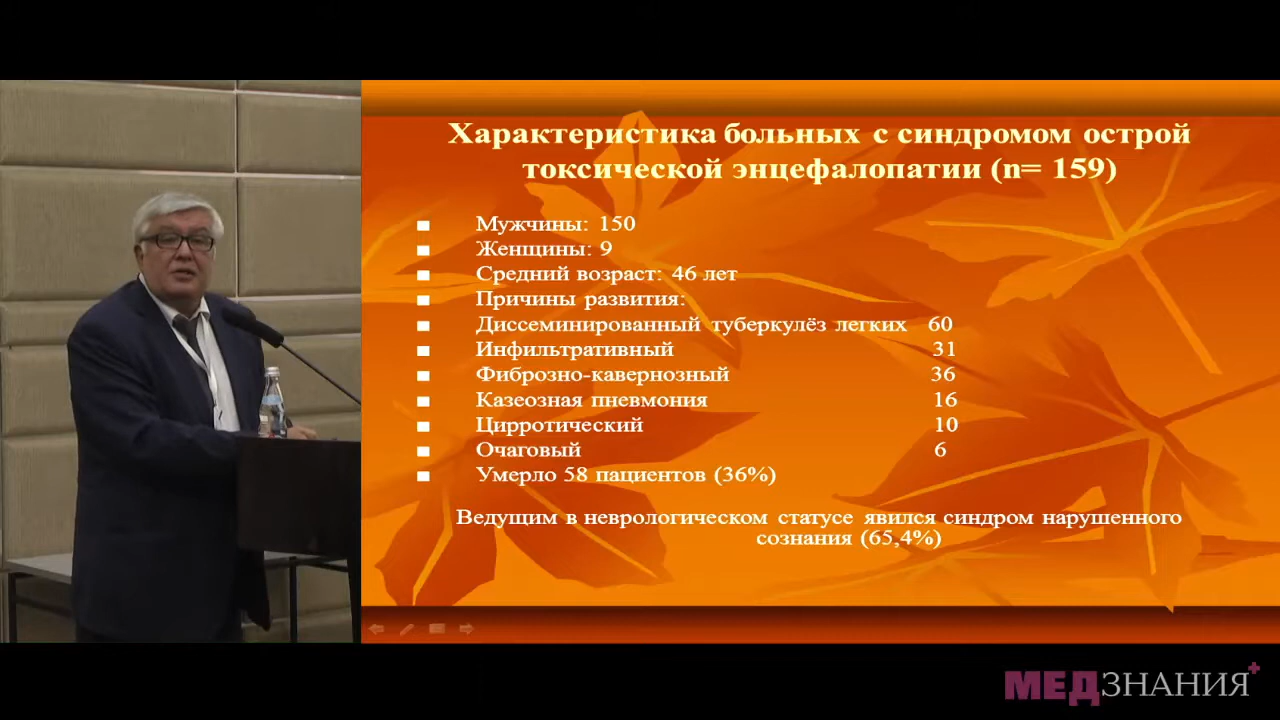 Характеристика больных с синдромом острой
токсической энцефалопатии (n= 159)
Мужчины: 150
Женщины: 9
Средний возраст: 46 лет
Причины развития:
Диссеминированный туберкулёз легких 60
Инфильтративный 31
Фиброзно-кавернозный 36
Казеозная пневмония 16
Цирротический 10
Очаговый 6
Умерло 58 пациентов (36%)
Ведущим в неврологическом статусе явился синдром нарушенного
сознания (65,4%)
МЕДЗНАНИЯ+